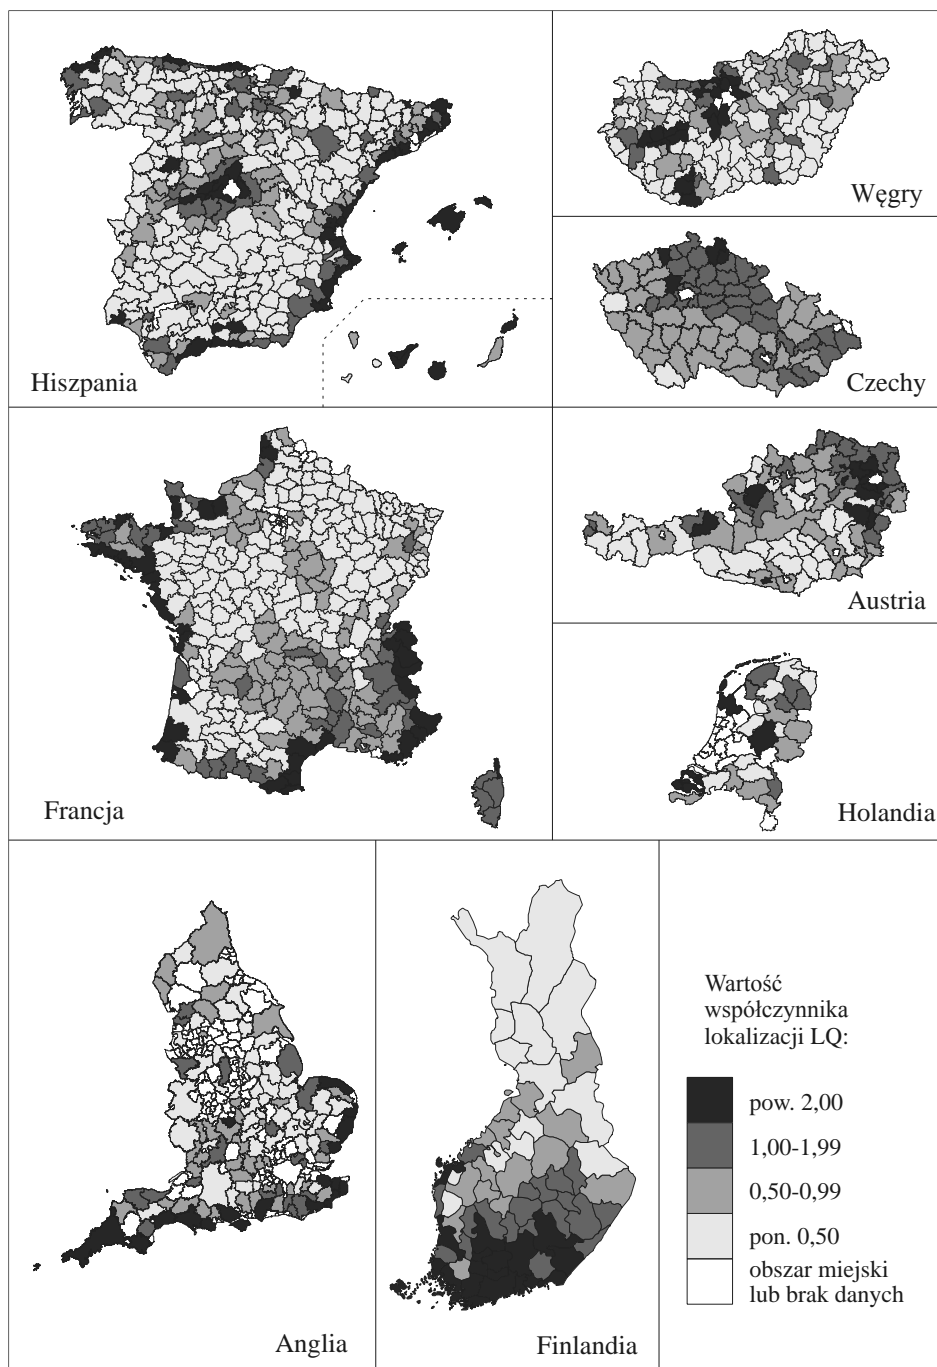 Hiszpania
Węgry
Czechy
Francja
Austria
Holandia
Anglia
Finlandia
Wartość
współczynnika
lokalizacji LQ:
pow. 2,00
1,00-1,99
0,50-0,99
pon. 0,50
obszar miejski
lub brak danych